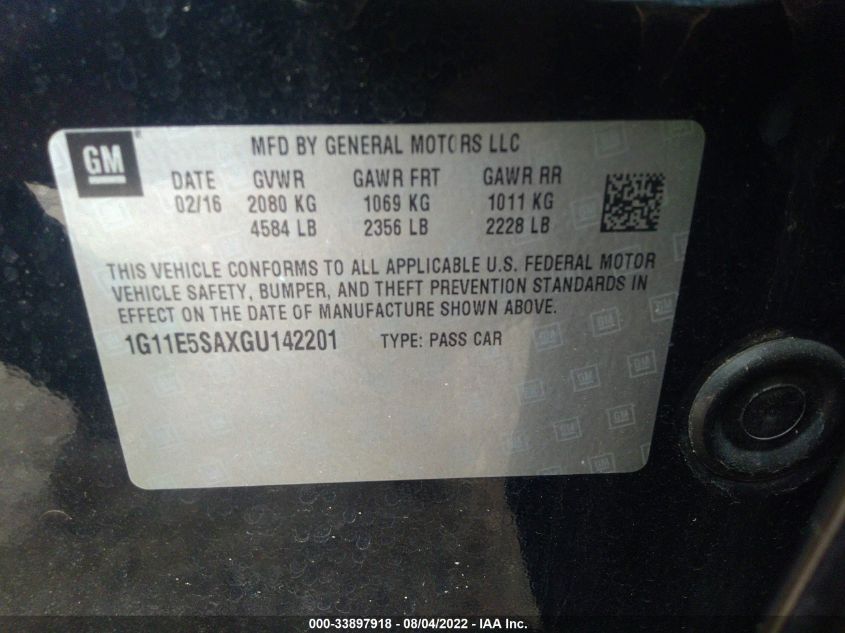 GM
MFD BY GENERAL MOTORS LLC
DATE GVWR GAWR FRT GAWR RR
02/16 2080 KG 1069 KG 1011 KG
4584 LB 2356 LB 2228 LB
THIS VEHICLE CONFORMS TO ALL APPLICABLE U.S. FEDERAL MOTOR
VEHICLE SAFETY, BUMPER, AND THEFT PREVENTION STANDARDS IN
EFFECT ON THE DATE OF MANUFACTURE SHOWN ABOVE.
1G11E5SAXGU142201 TYPE: PASS CAR
000-33897918 - 08/04/2022 - IAA Inc.